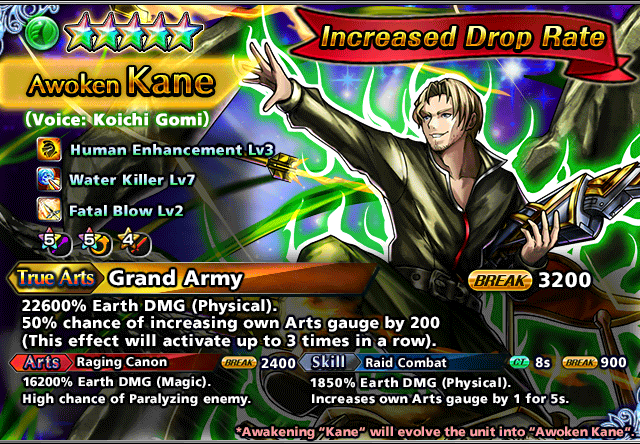 Increased Drop Rate
Awoken Kane
(Voice: Koichi Gomi)
Human Enhancement Lv3
Water Killer Lv7
Fatal Blow Lv2
5 5 4
True Arts Grand Army BREAK 3200
22600% Earth DMG (Physical).
50% chance of increasing own Arts gauge by 200
(This effect will activate up to 3 times in a row).
Arts Raging Canon BREAK 2400
16200% Earth DMG (Magic).
High chance of Paralyzing enemy.
Skill Raid Combat CT 8s BREAK 900
1850% Earth DMG (Physical).
Increases own Arts gauge by 1 for 5s.
*Awakening "Kane" will evolve the unit into "Awoken Kane"